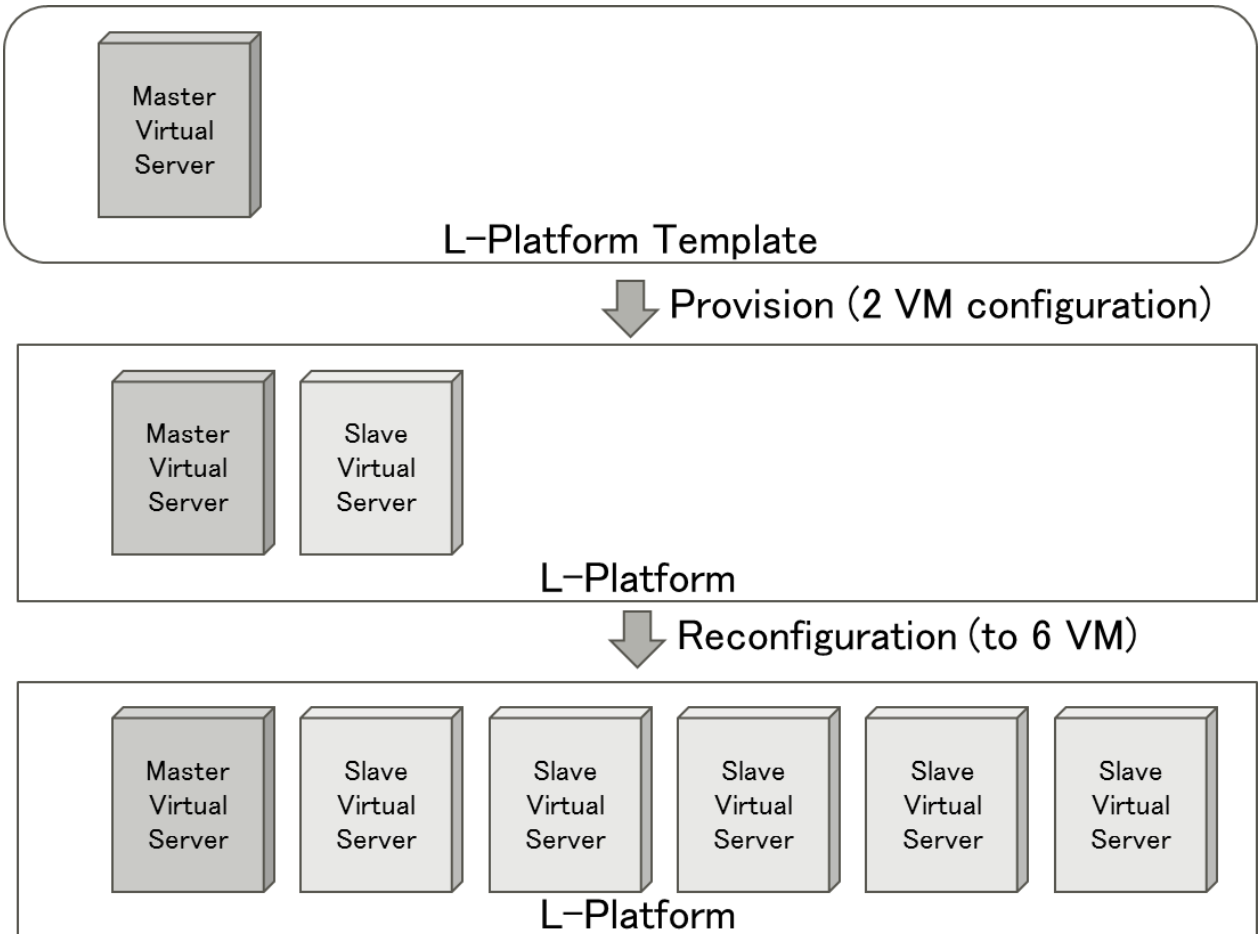 Master
Virtual
Server
L-Platform Template
Provision (2 VM configuration)
Master
Virtual
Server
Slave
Virtual
Server
L-Platform
Reconfiguration (to 6 VM)
Master
Virtual
Server
Slave
Virtual
Server
Slave
Virtual
Server
Slave
Virtual
Server
Slave
Virtual
Server
Slave
Virtual
Server
L-Platform